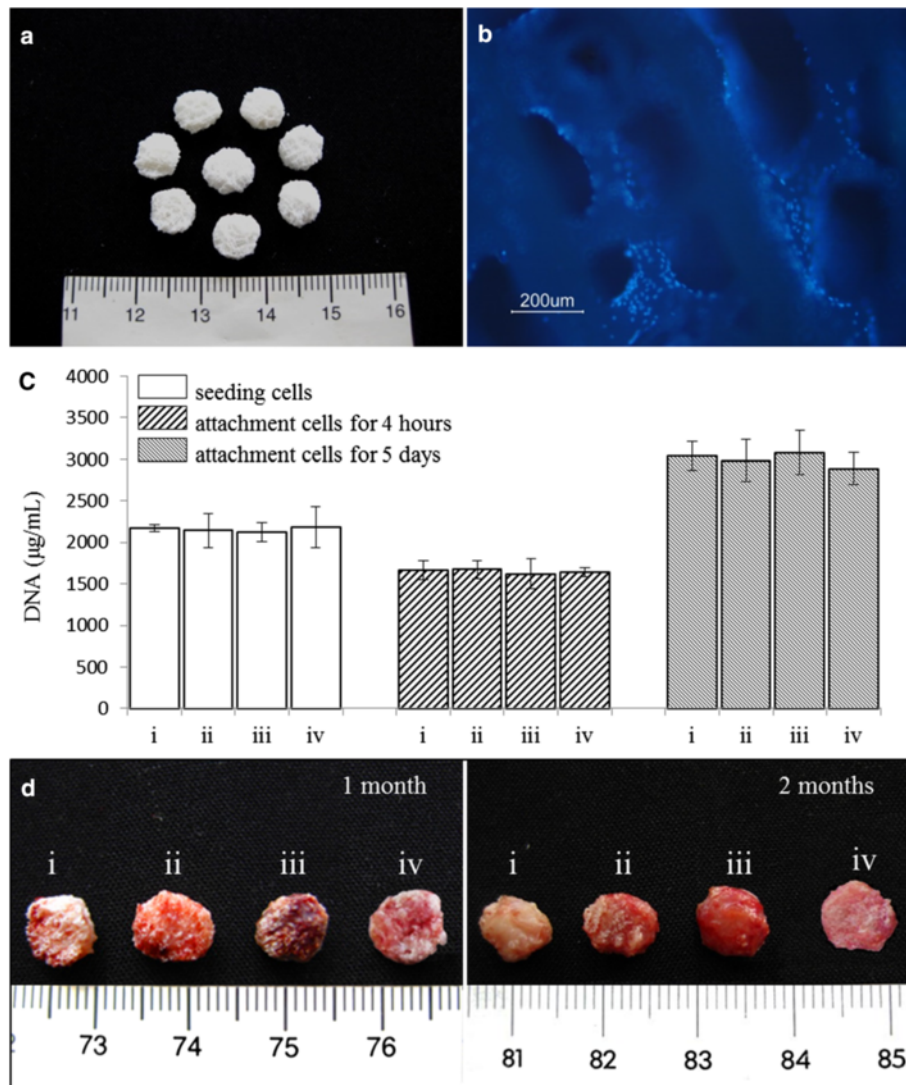 a
11 12 13 14 15 16
b
200um
C
4000
3500
3000
2500
2000
1500
1000
500
0
DNA (µg/mL)
seeding cells
attachment cells for 4 hours
attachment cells for 5 days
i ii iii iv i ii iii iv i ii iii iv
d
1 month
i ii iii iv
73 74 75 76
2 months
i ii iii iv
81 82 83 84 85